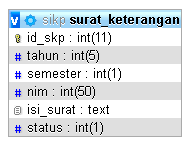 v sikp surat_keterangan
id_skp : int(11)
tahun : int(5)
semester : int(1)
nim : int(50)
isi_surat : text
status : int(1)